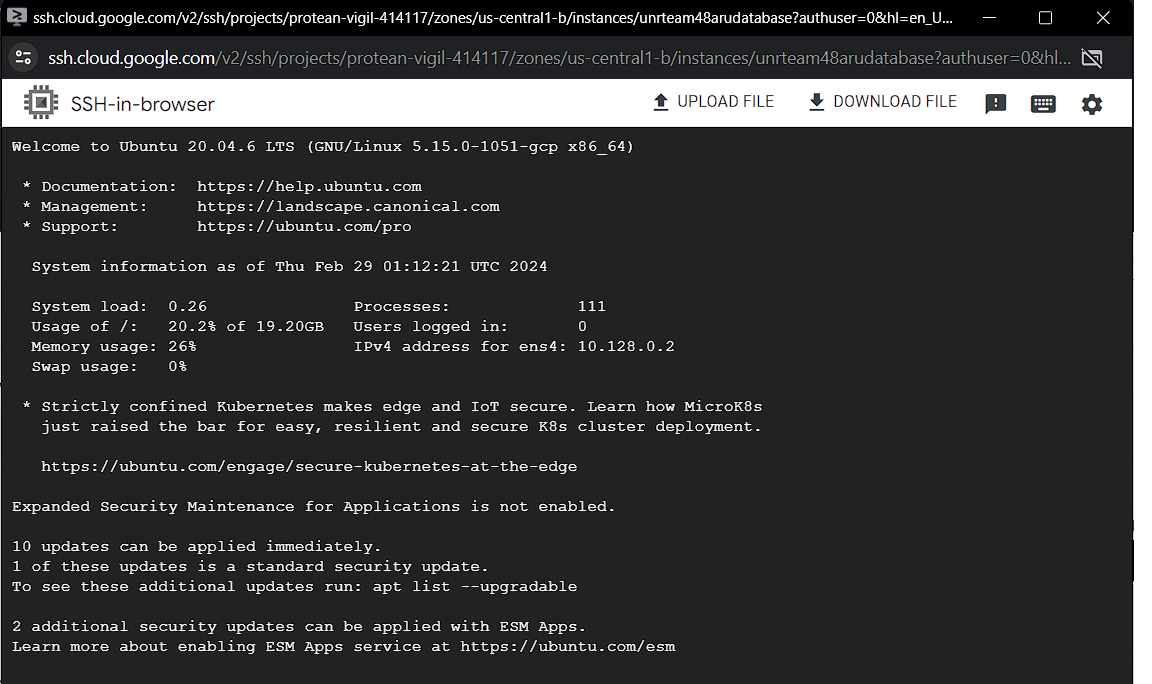 ssh.cloud.google.com/v2/ssh/projects/protean-vigil-414117/zones/us-central1-b/instances/unrteam48arudatabase?authuser=0&hl=en_U...
ssh.cloud.google.com/v2/ssh/projects/protean-vigil-414117/zones/us-central1-b/instances/unrteam48arudatabase?authuser=0&hl...
SSH-in-browser UPLOAD FILE DOWNLOAD FILE
Welcome to Ubuntu 20.04.6 LTS (GNU/Linux 5.15.0-1051-gcp x86_64)
* Documentation: https://help.ubuntu.com
* Management: https://landscape.canonical.com
* Support: https://ubuntu.com/pro
System information as of Thu Feb 29 01:12:21 UTC 2024
System load: 0.26 Processes: 111
Usage of /: 20.2% of 19.20GB Users logged in: 0
Memory usage: 26% IPv4 address for ens4: 10.128.0.2
Swap usage: 0%
* Strictly confined Kubernetes makes edge and IoT secure. Learn how MicroK8s
just raised the bar for easy, resilient and secure K8s cluster deployment.
https://ubuntu.com/engage/secure-kubernetes-at-the-edge
Expanded Security Maintenance for Applications is not enabled.
10 updates can be applied immediately.
1 of these updates is a standard security update.
To see these additional updates run: apt list --upgradable
2 additional security updates can be applied with ESM Apps.
Learn more about enabling ESM Apps service at https://ubuntu.com/esm